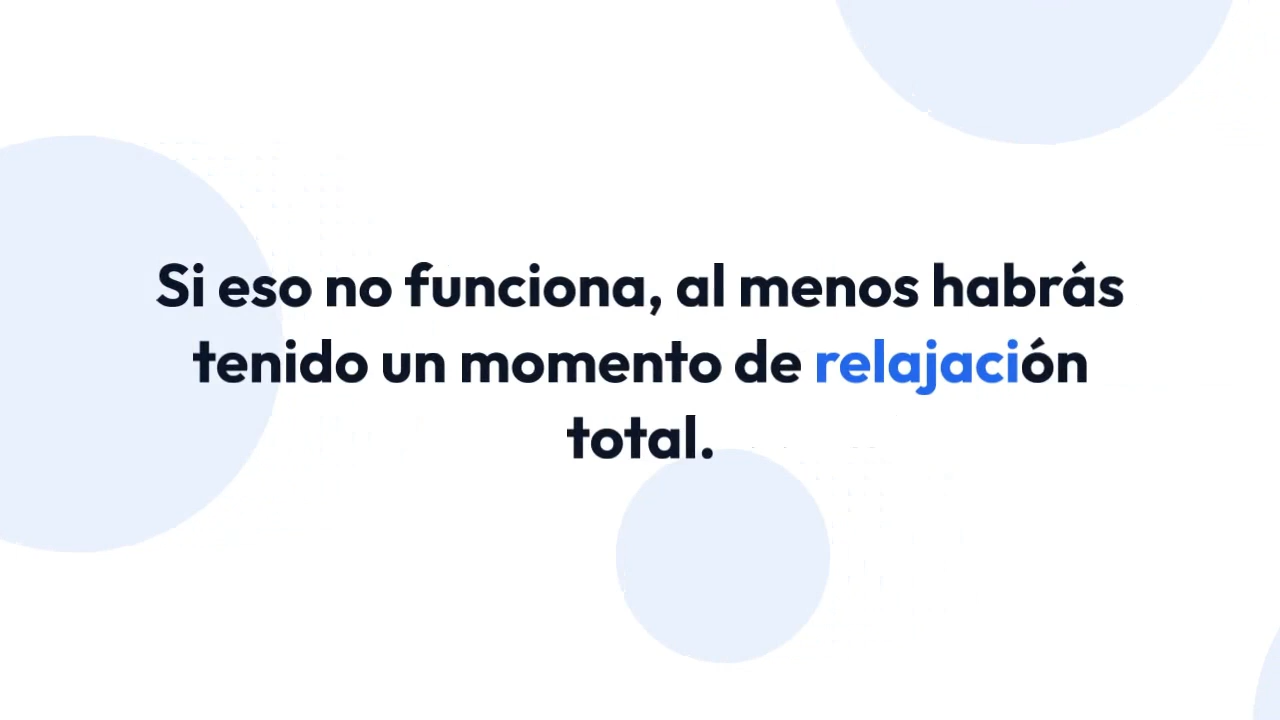 Si eso no funciona, al menos habrás
tenido un momento de relajación
total.